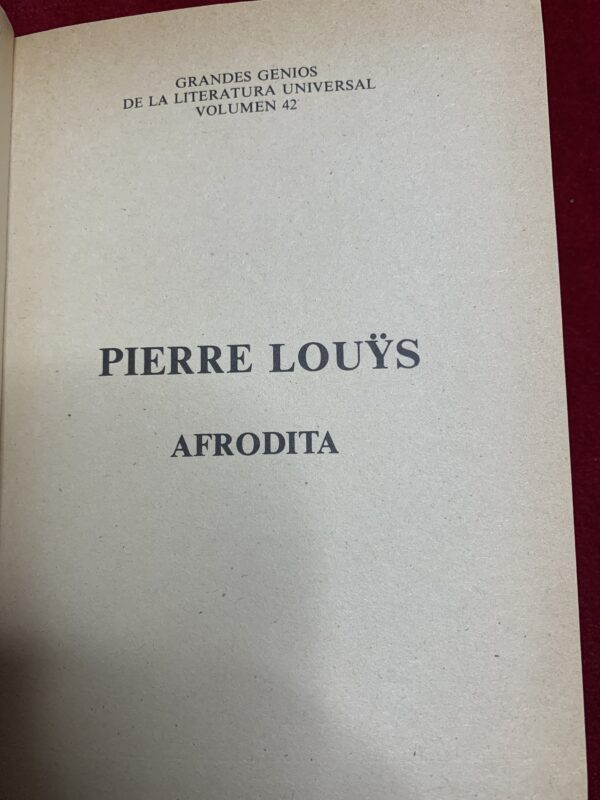 GRANDES GENIOS
DE LA LITERATURA UNIVERSAL
VOLUMEN 42
PIERRE LOUŸS
AFRODITA